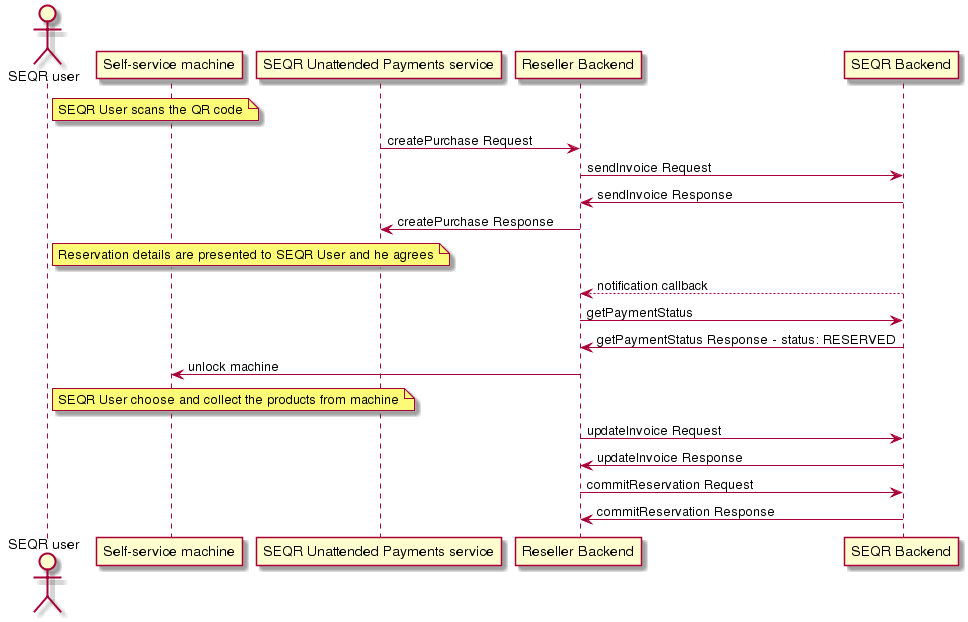 SEQR user
Self-service machine
SEQR Unattended Payments service
Reseller Backend
SEQR Backend
SEQR User scans the QR code
createPurchase Request
sendInvoice Request
sendInvoice Response
createPurchase Response
Reservation details are presented to SEQR User and he agrees
notification callback
getPaymentStatus
getPaymentStatus Response - status: RESERVED
unlock machine
SEQR User choose and collect the products from machine
updateInvoice Request
updateInvoice Response
commitReservation Request
commitReservation Response
SEQR user
Self-service machine
SEQR Unattended Payments service
Reseller Backend
SEQR Backend